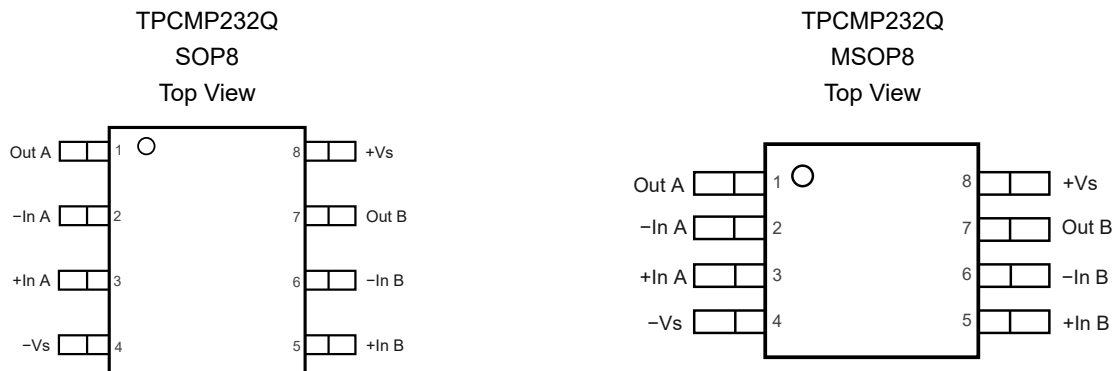 TPCMP232Q
SOP8
Top View
Out A 1 8 +Vs
−In A 2 7 Out B
+In A 3 6 −In B
−Vs 4 5 +In B
TPCMP232Q
MSOP8
Top View
Out A 1 8 +Vs
−In A 2 7 Out B
+In A 3 6 −In B
−Vs 4 5 +In B